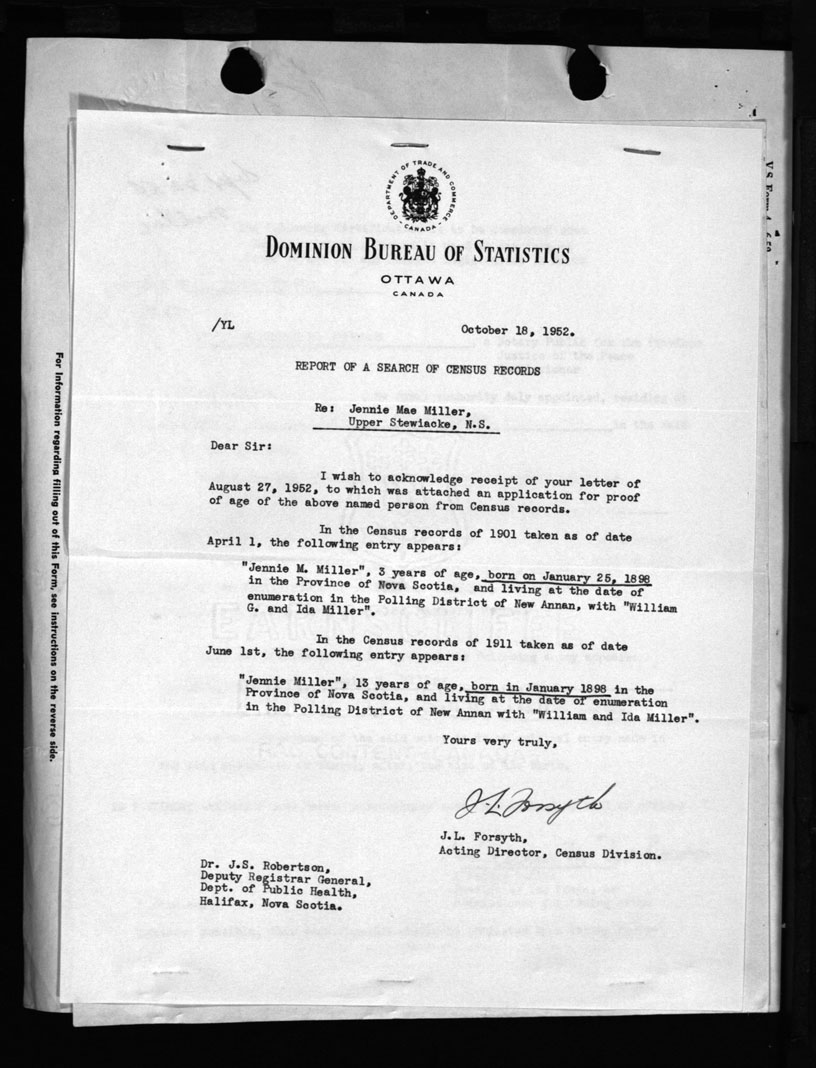 DEPARTMENT OF TRADE AND COMMERCE
- CANADA -
DOMINION BUREAU OF STATISTICS
OTTAWA
CANADA
/YL
October 18, 1952.
REPORT OF A SEARCH OF CENSUS RECORDS
Re: Jennie Mae Miller,
Upper Stewiacke, N.S.
Dear Sir:
I wish to acknowledge receipt of your letter of
August 27, 1952, to which was attached an application for proof
of age of the above named person from Census records.
In the Census records of 1901 taken as of date
April 1, the following entry appears:
"Jennie M. Miller", 3 years of age, born on January 25, 1898
in the Province of Nova Scotia, and living at the date of
enumeration in the Polling District of New Annan, with "William
G. and Ida Miller".
In the Census records of 1911 taken as of date
June 1st, the following entry appears:
"Jennie Miller", 13 years of age, born in January 1898 in the
Province of Nova Scotia, and living at the date of enumeration
in the Polling District of New Annan with "William and Ida Miller".
Yours very truly,
J.L. Forsyth
J.L. Forsyth,
Acting Director, Census Division.
Dr. J.S. Robertson,
Deputy Registrar General,
Dept. of Public Health,
Halifax, Nova Scotia.
For Information regarding filling out of this Form, see instructions on the reverse side.